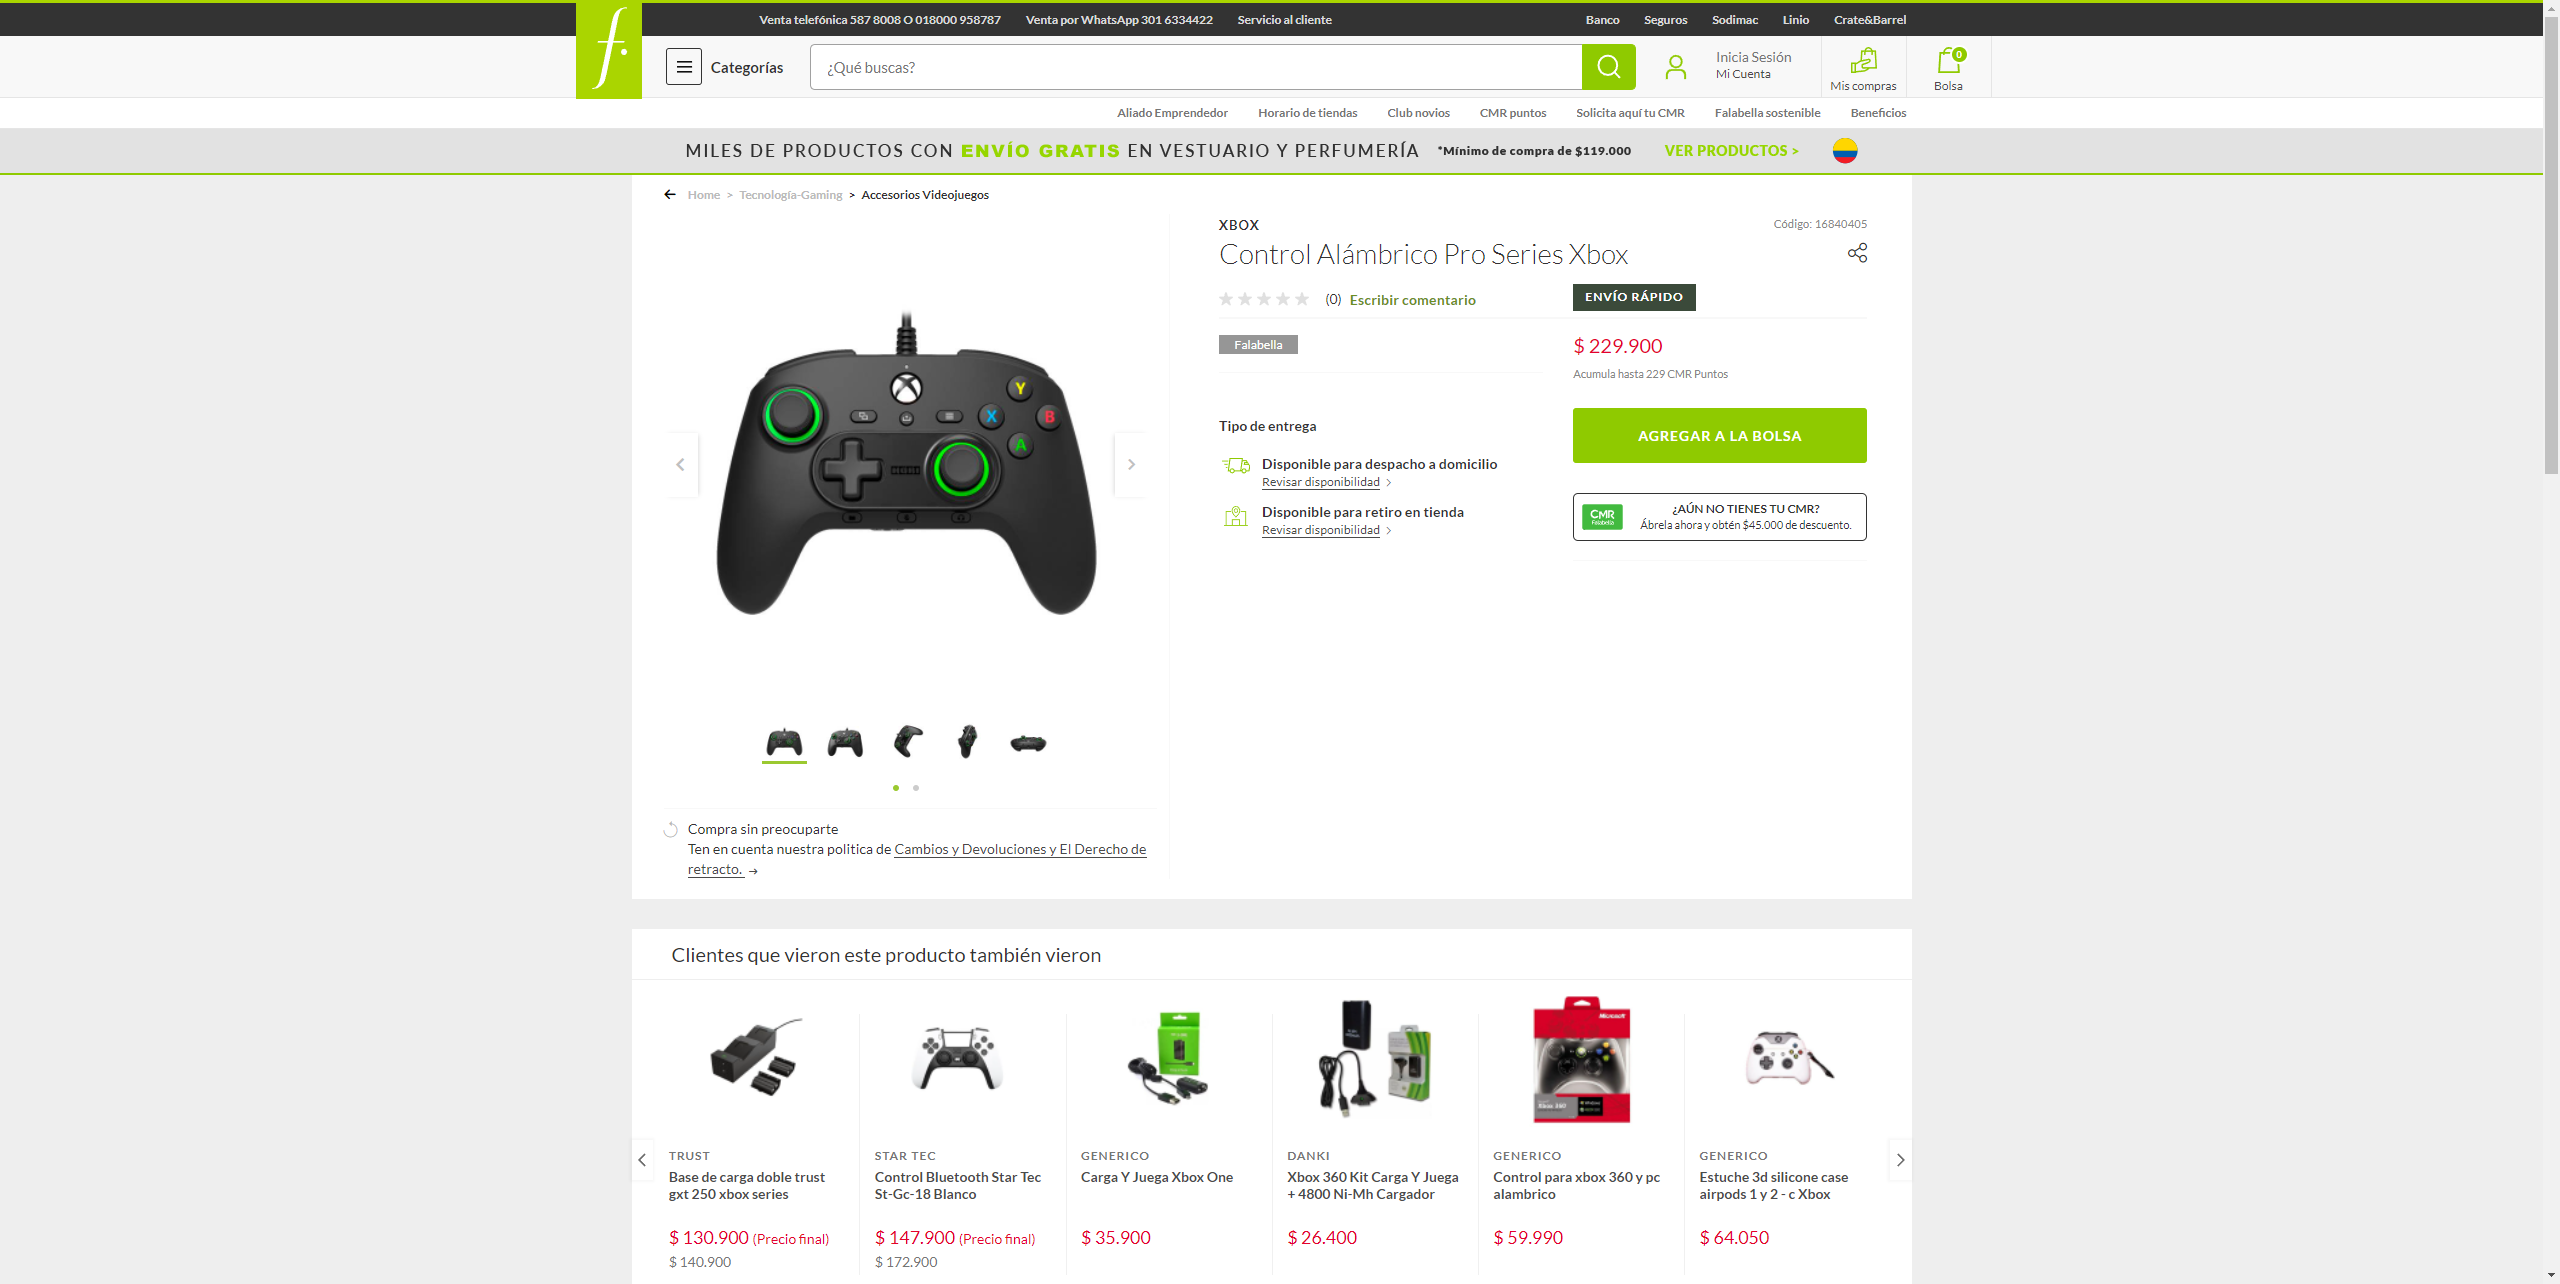 Venta telefónica 587 8008 O 018000 958787
Venta por WhatsApp 301 6334422
Servicio al cliente
Banco
Seguros
Sodimac
Linio
Crate&Barrel
f.
Categorías
¿Qué buscas?
Inicia Sesión
Mi Cuenta
Mis compras
0
Bolsa
Aliado Emprendedor
Horario de tiendas
Club novios
CMR puntos
Solicita aquí tu CMR
Falabella sostenible
Beneficios
MILES DE PRODUCTOS CON ENVÍO GRATIS EN VESTUARIO Y PERFUMERÍA *Mínimo de compra de $119.000 VER PRODUCTOS >
Home > Tecnología-Gaming > Accesorios Videojuegos
XBOX
Código: 16840405
Control Alámbrico Pro Series Xbox
(0) Escribir comentario
ENVÍO RÁPIDO
Falabella
$ 229.900
Acumula hasta 229 CMR Puntos
Tipo de entrega
AGREGAR A LA BOLSA
Disponible para despacho a domicilio
Revisar disponibilidad >
Disponible para retiro en tienda
Revisar disponibilidad >
CMR
Falabella
¿AÚN NO TIENES TU CMR?
Ábrela ahora y obtén $45.000 de descuento.
Y
X
B
A
HORI
Compra sin preocuparte
Ten en cuenta nuestra politica de Cambios y Devoluciones y El Derecho de
retracto. →
Clientes que vieron este producto también vieron
Microsoft
Xbox 360
TRUST
Base de carga doble trust
gxt 250 xbox series
$ 130.900 (Precio final)
$ 140.900
STAR TEC
Control Bluetooth Star Tec
St-Gc-18 Blanco
$ 147.900 (Precio final)
$ 172.900
GENERICO
Carga Y Juega Xbox One
$ 35.900
DANKI
Xbox 360 Kit Carga Y Juega
+ 4800 Ni-Mh Cargador
$ 26.400
GENERICO
Control para xbox 360 y pc
alambrico
$ 59.990
GENERICO
Estuche 3d silicone case
airpods 1 y 2 - c Xbox
$ 64.050